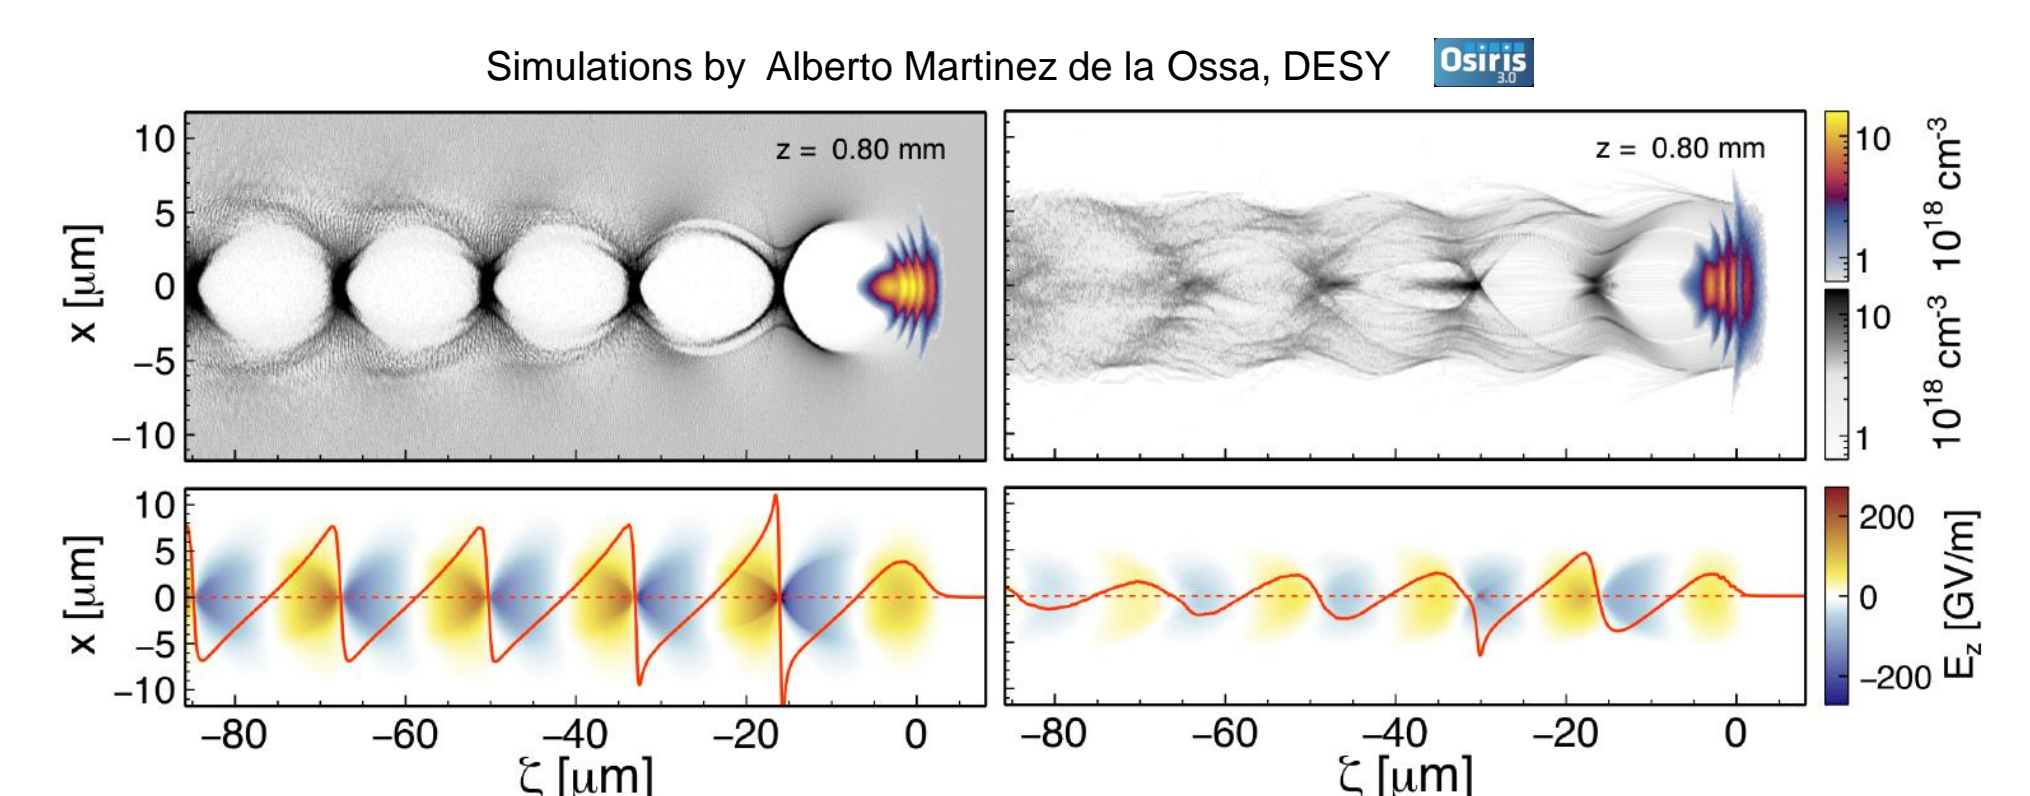 Simulations by Alberto Martinez de la Ossa, DESY
Osiris
3.0
z = 0.80 mm
z = 0.80 mm
10
5
0
−5
−10
x [μm]
10
1
10¹⁸ cm⁻³
10
1
10¹⁸ cm⁻³
10
5
0
−5
−10
x [μm]
200
0
−200
E_z [GV/m]
−80 −60 −40 −20 0
−80 −60 −40 −20 0
ζ [μm]
ζ [μm]